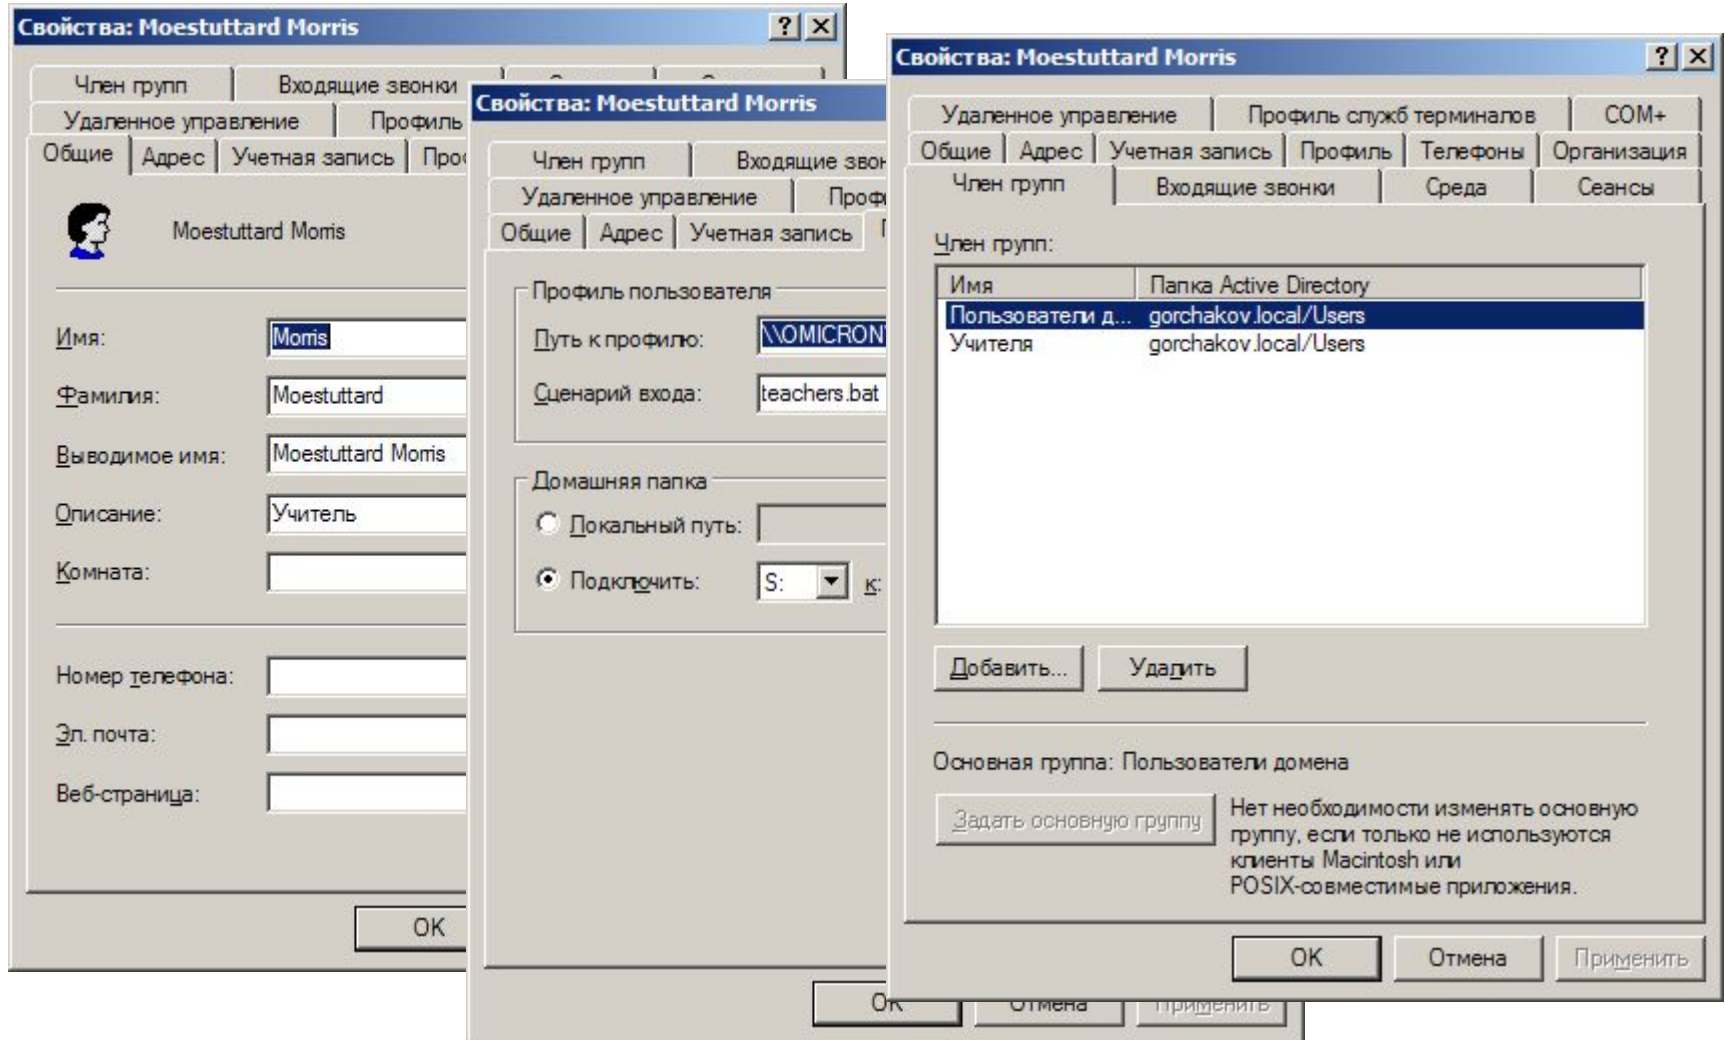 Свойства: Moestuttard Morris
Член групп
Входящие звонки
Удаленное управление
Профиль
Общие
Адрес
Учетная запись
Moestuttard Morris
Имя:
Morris
Фамилия:
Moestuttard
Выводимое имя:
Moestuttard Morris
Описание:
Учитель
Комната:
Номер телефона:
Эл. почта:
Веб-страница:
OK
Свойства: Moestuttard Morris
Член групп
Удаленное управление
Общие
Адрес
Учетная запись
Профиль пользователя
Путь к профилю:
\\OMICRON\
Сценарий входа:
teachers.bat
Домашняя папка
Локальный путь:
Подключить:
S:
к:
OK
Отмена
Применить
Свойства: Moestuttard Morris
Удаленное управление
Профиль служб терминалов
COM+
Общие
Адрес
Учетная запись
Профиль
Телефоны
Организация
Член групп
Входящие звонки
Среда
Сеансы
Член групп:
Имя
Папка Active Directory
Пользователи д...
gorchakov.local/Users
Учителя
gorchakov.local/Users
Добавить...
Удалить
Основная группа: Пользователи домена
Задать основную группу
Нет необходимости изменять основную
группу, если только не используются
клиенты Macintosh или
POSIX-совместимые приложения.
OK
Отмена
Применить